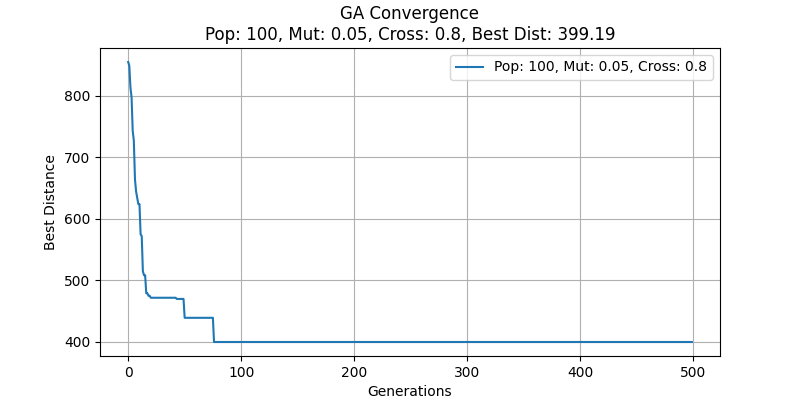 GA Convergence
Pop: 100, Mut: 0.05, Cross: 0.8, Best Dist: 399.19
Pop: 100, Mut: 0.05, Cross: 0.8
Best Distance
800
700
600
500
400
0 100 200 300 400 500
Generations